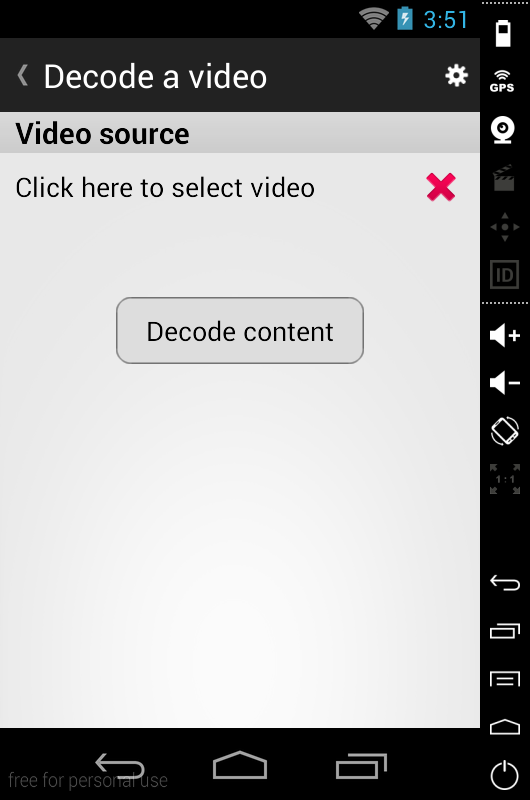 3:51
Decode a video
GPS
Video source
Click here to select video
ID
Decode content
1:1
free for personal use